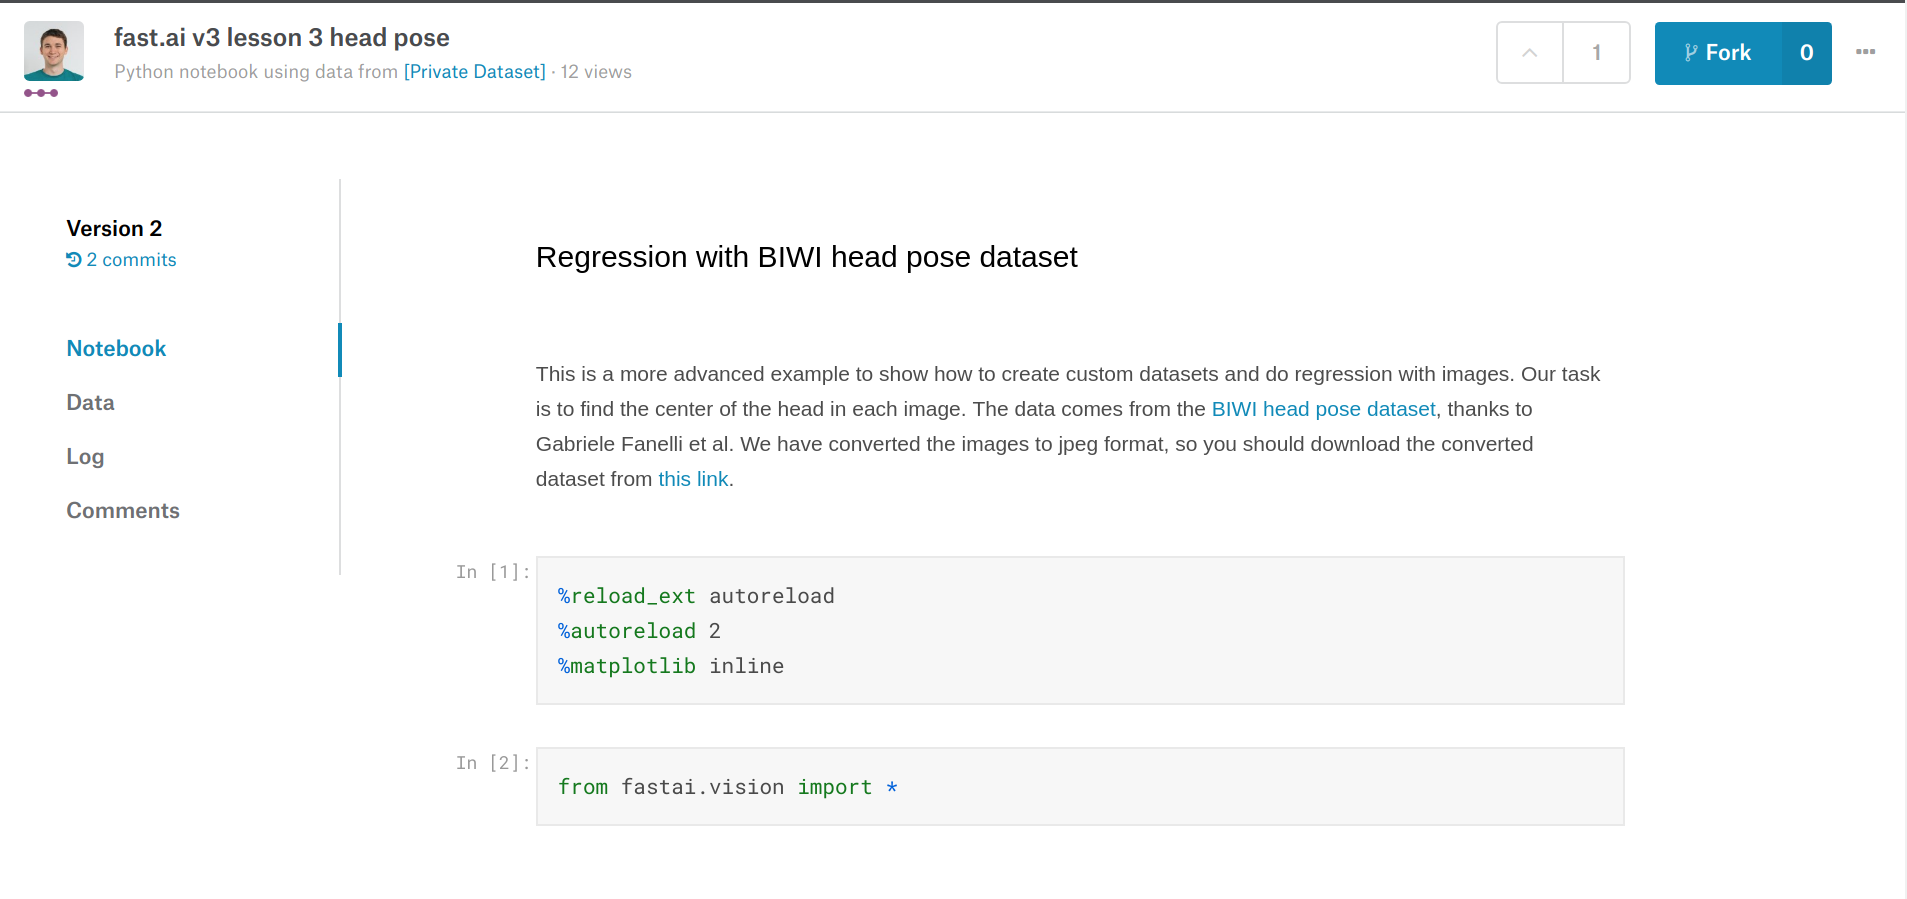 fast.ai v3 lesson 3 head pose
Python notebook using data from [Private Dataset] · 12 views
1
Fork 0
Version 2
2 commits
Notebook
Data
Log
Comments
Regression with BIWI head pose dataset
This is a more advanced example to show how to create custom datasets and do regression with images. Our task
is to find the center of the head in each image. The data comes from the BIWI head pose dataset, thanks to
Gabriele Fanelli et al. We have converted the images to jpeg format, so you should download the converted
dataset from this link.
In [1]:
%reload_ext autoreload
%autoreload 2
%matplotlib inline
In [2]:
from fastai.vision import *